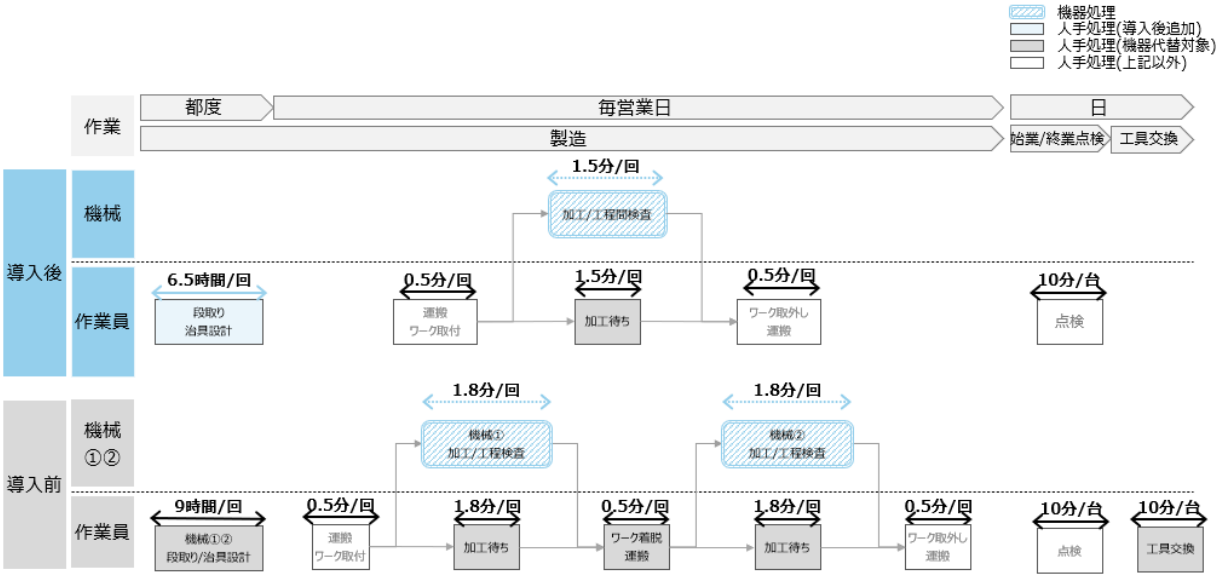 機器処理
人手処理(導入後追加)
人手処理(機器代替対象)
人手処理(上記以外)
作業
都度
毎営業日
日
製造
始業/終業点検
工具交換
導入後
機械
1.5分/回
加工/工程間検査
作業員
6.5時間/回
段取り
治具設計
0.5分/回
運搬
ワーク取付
1.5分/回
加工待ち
0.5分/回
ワーク取外し
運搬
10分/台
点検
導入前
機械
①②
1.8分/回
機械①
加工/工程検査
1.8分/回
機械②
加工/工程検査
作業員
9時間/回
機械①②
段取り/治具設計
0.5分/回
運搬
ワーク取付
1.8分/回
加工待ち
0.5分/回
ワーク着脱
運搬
1.8分/回
加工待ち
0.5分/回
ワーク取外し
運搬
10分/台
点検
10分/台
工具交換